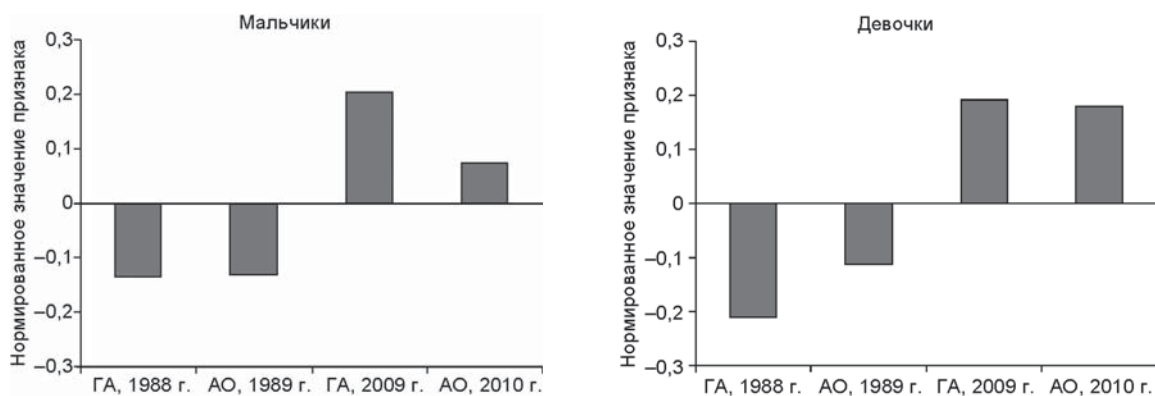 Мальчики
Нормированное значение признака
0,3
0,2
0,1
0
–0,1
–0,2
–0,3
ГА, 1988 г. АО, 1989 г. ГА, 2009 г. АО, 2010 г.
Девочки
Нормированное значение признака
0,3
0,2
0,1
0
–0,1
–0,2
–0,3
ГА, 1988 г. АО, 1989 г. ГА, 2009 г. АО, 2010 г.